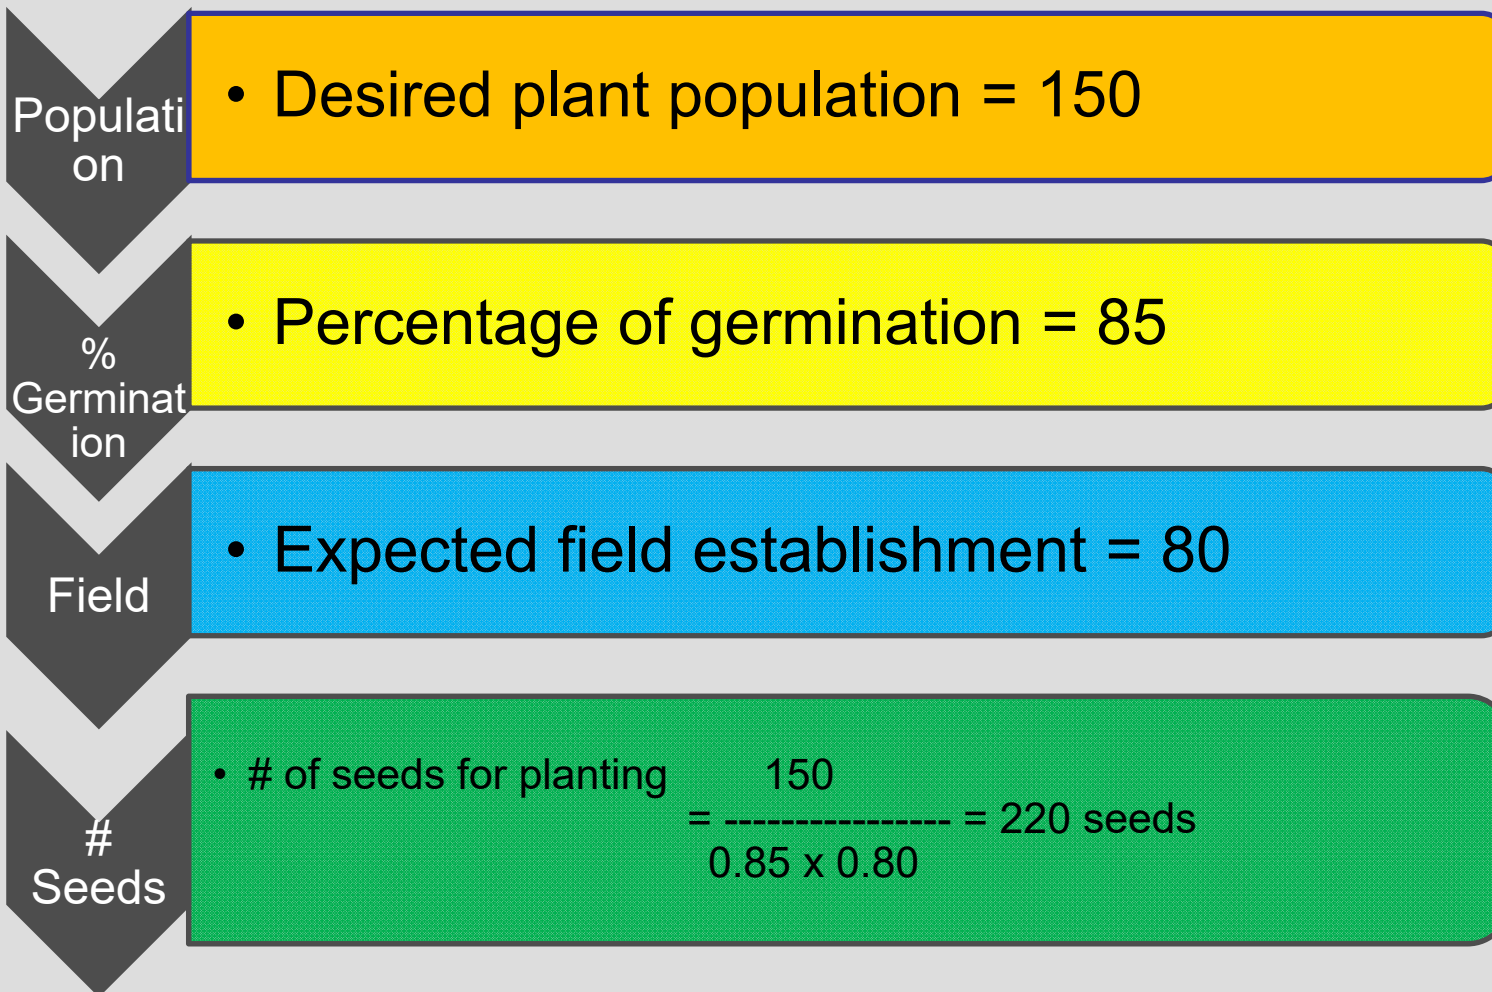 Populati
on
• Desired plant population = 150
%
Germinat
ion
• Percentage of germination = 85
Field
• Expected field establishment = 80
#
Seeds
• # of seeds for planting 150
= ---------------- = 220 seeds
0.85 x 0.80